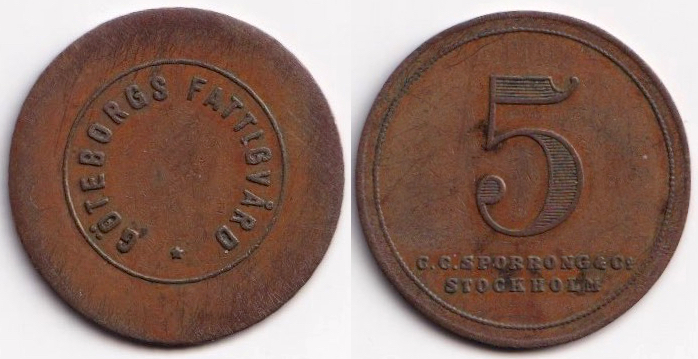 GÖTEBORGS FATTIGVÅRD
5
C.C.SPORRONG&Co
STOCKHOLM